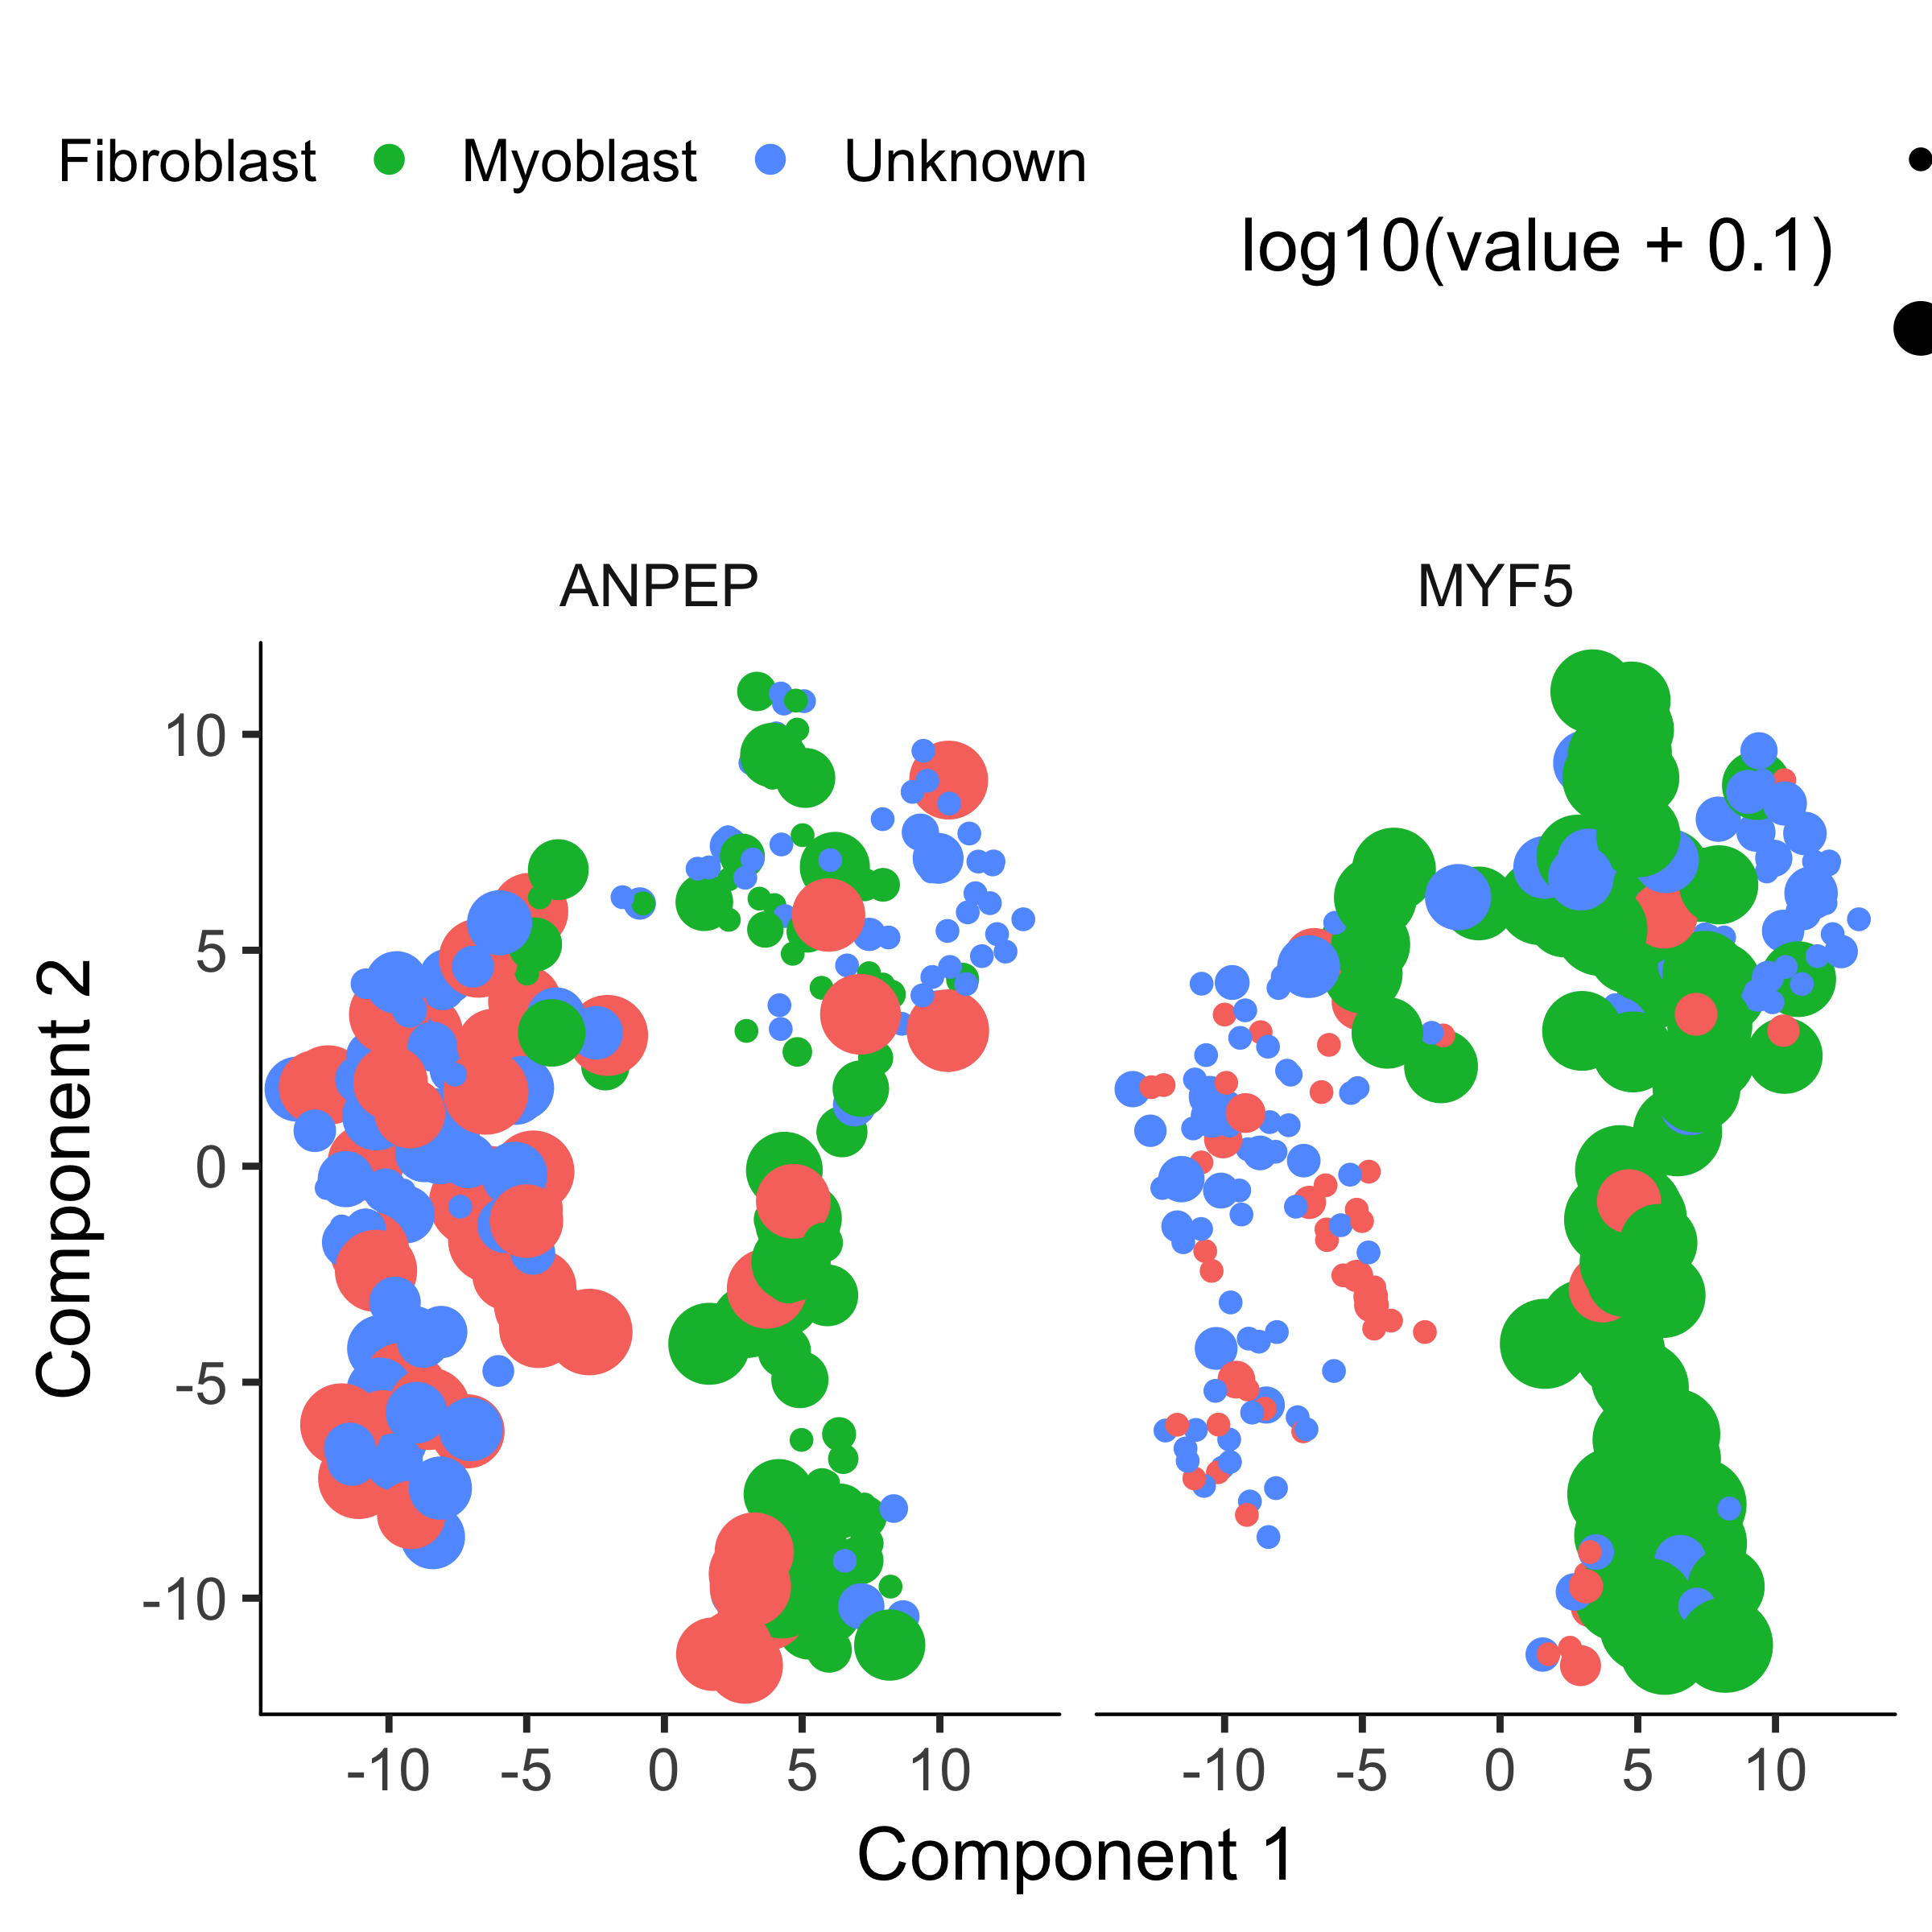 Fibroblast Myoblast Unknown
log10(value + 0.1)
ANPEP MYF5
Component 2
10
5
0
-5
-10
-10 -5 0 5 10 -10 -5 0 5 10
Component 1